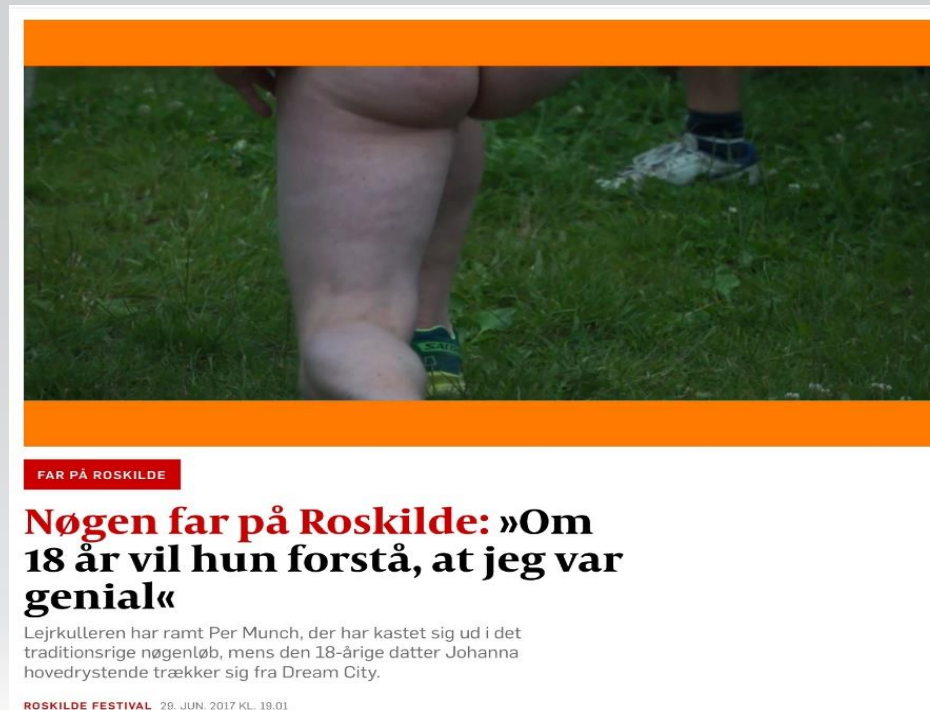 FAR PÅ ROSKILDE
Nøgen far på Roskilde: »Om
18 år vil hun forstå, at jeg var
genial«
Lejrkulleren har ramt Per Munch, der har kastet sig ud i det
traditionsrige nøgenløb, mens den 18-årige datter Johanna
hovedrystende trækker sig fra Dream City.
ROSKILDE FESTIVAL 29. JUN. 2017 KL. 19.01